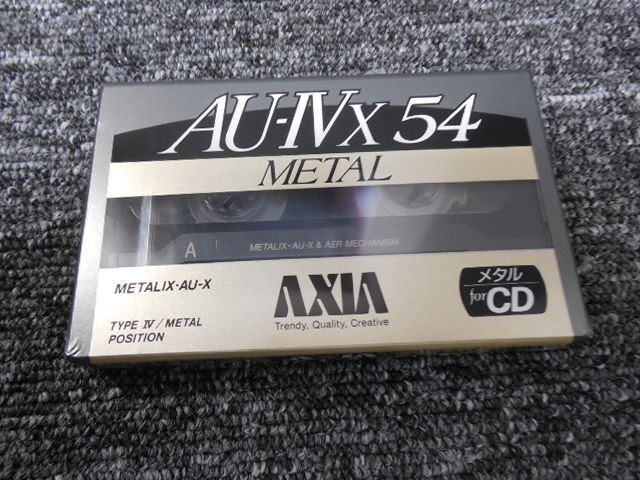 AU-IVX 54
METAL
A
METALIX・AU-X & AER MECHANISM
METALIX・AU-X
AXIA
Trendy, Quality, Creative
メタル
for CD
TYPE IV / METAL
POSITION